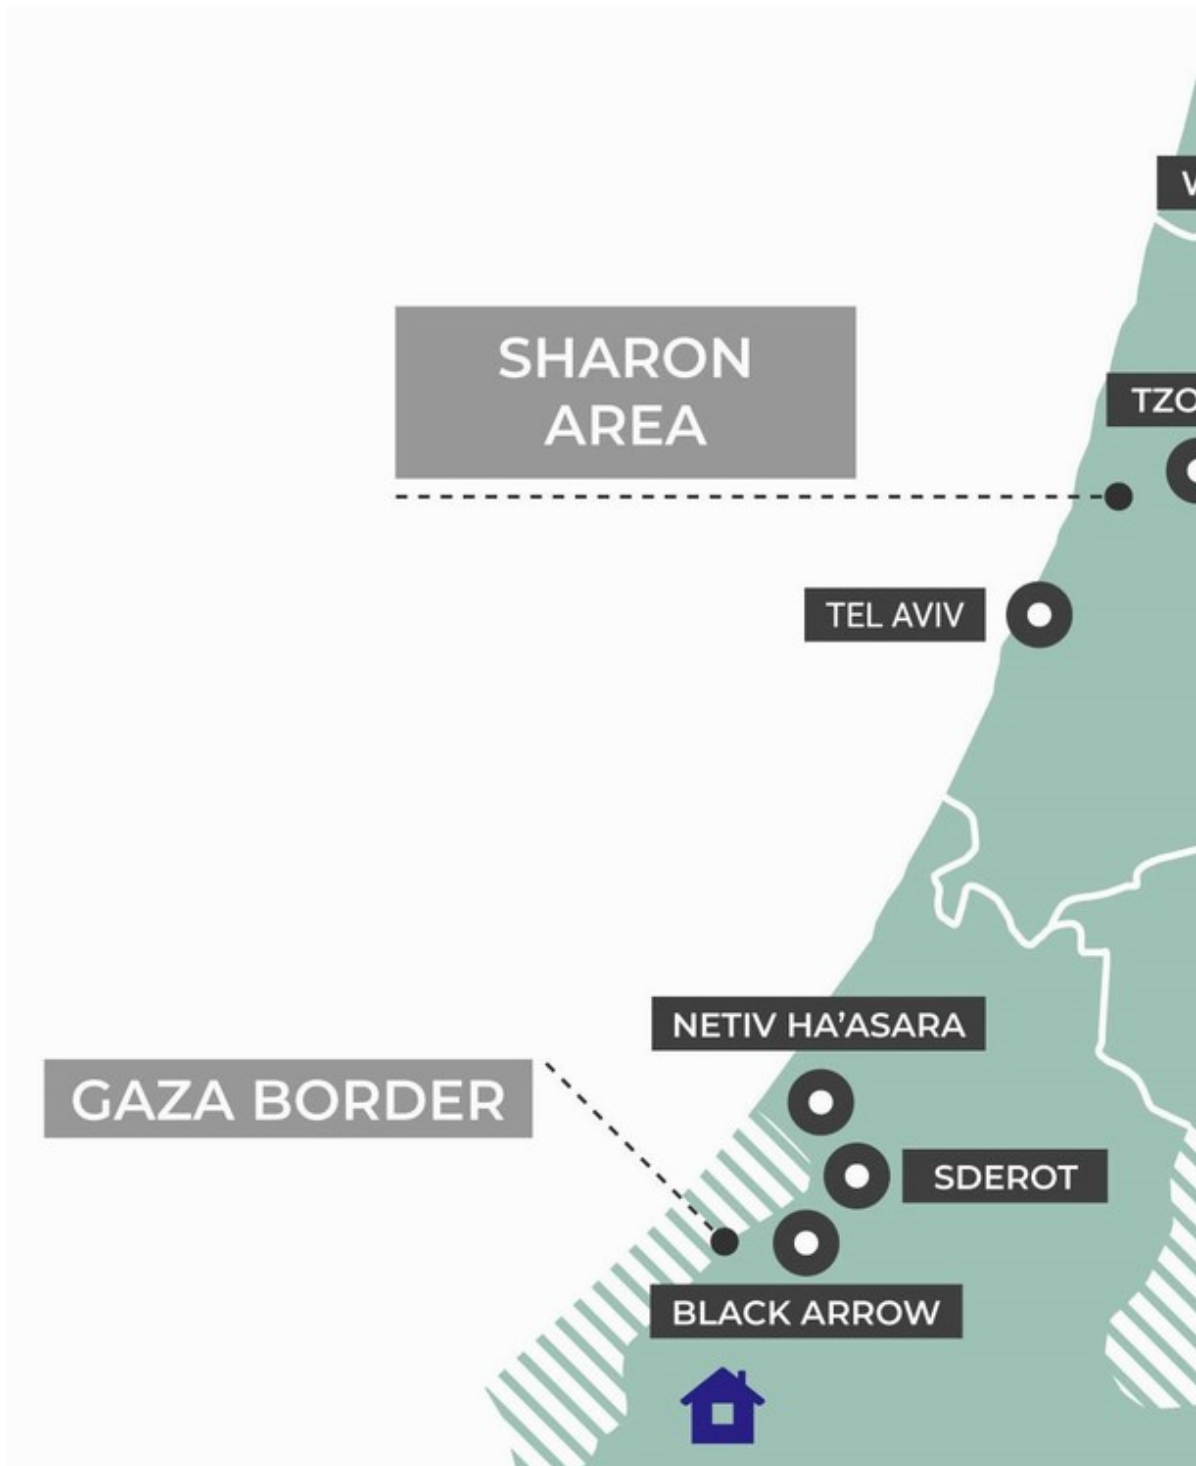 SHARON
AREA
TEL AVIV
NETIV HA’ASARA
GAZA BORDER
SDEROT
BLACK ARROW